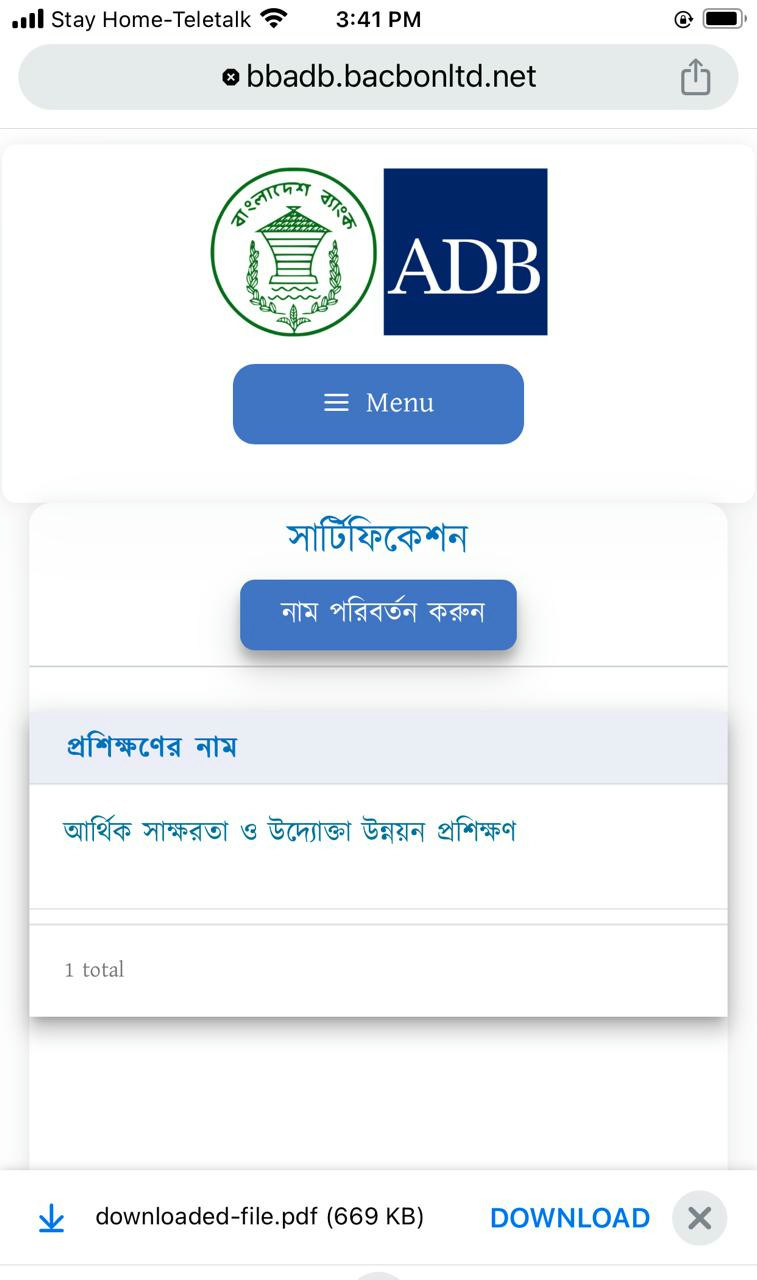 Stay Home-Teletalk 3:41 PM
bbadb.bacbonltd.net
বাংলাদেশ ব্যাংক
ADB
Menu
সার্টিফিকেশন
নাম পরিবর্তন করুন
প্রশিক্ষণের নাম
আর্থিক সাক্ষরতা ও উদ্যোক্তা উন্নয়ন প্রশিক্ষণ
1 total
downloaded-file.pdf (669 KB) DOWNLOAD